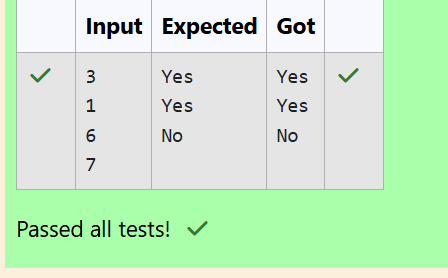 Input Expected Got
3 Yes Yes
1 Yes Yes
6 No No
7
Passed all tests!